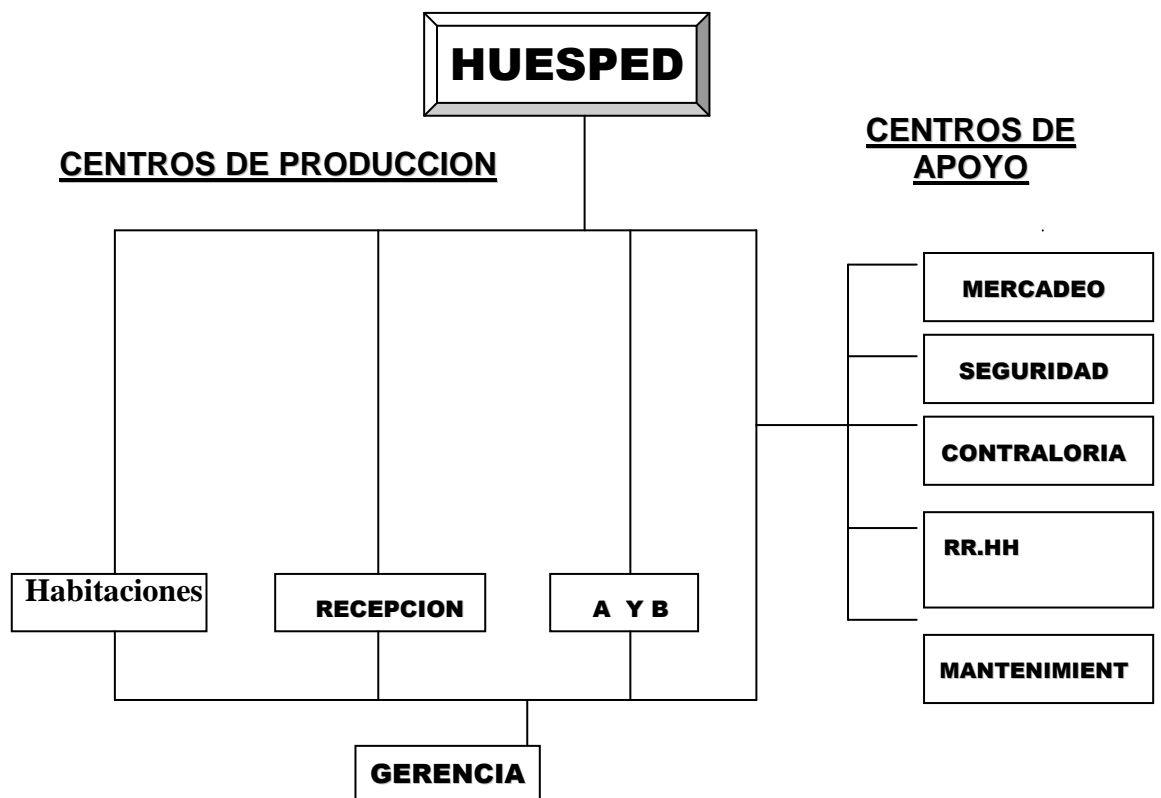 HUESPED
CENTROS DE PRODUCCION
CENTROS DE
APOYO
.
MERCADEO
SEGURIDAD
CONTRALORIA
RR.HH
MANTENIMIENT
Habitaciones
RECEPCION
A Y B
GERENCIA